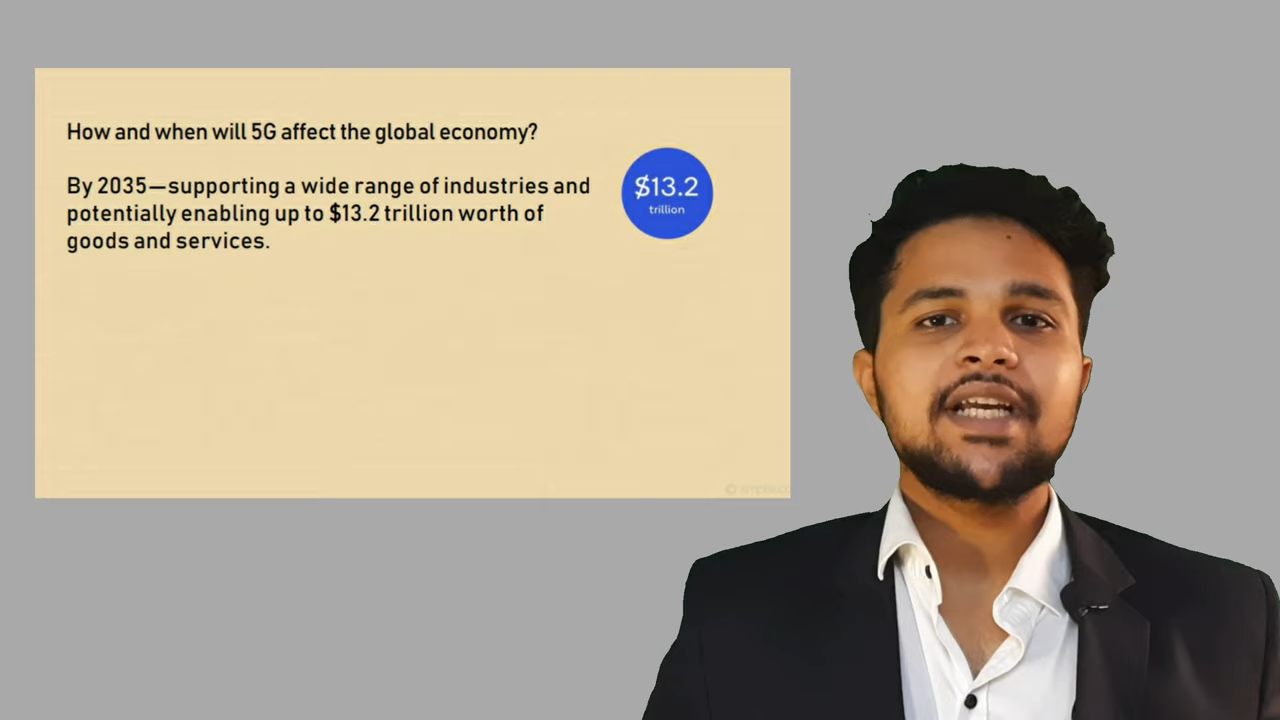 How and when will 5G affect the global economy?
By 2035—supporting a wide range of industries and
potentially enabling up to $13.2 trillion worth of
goods and services.
$13.2
trillion